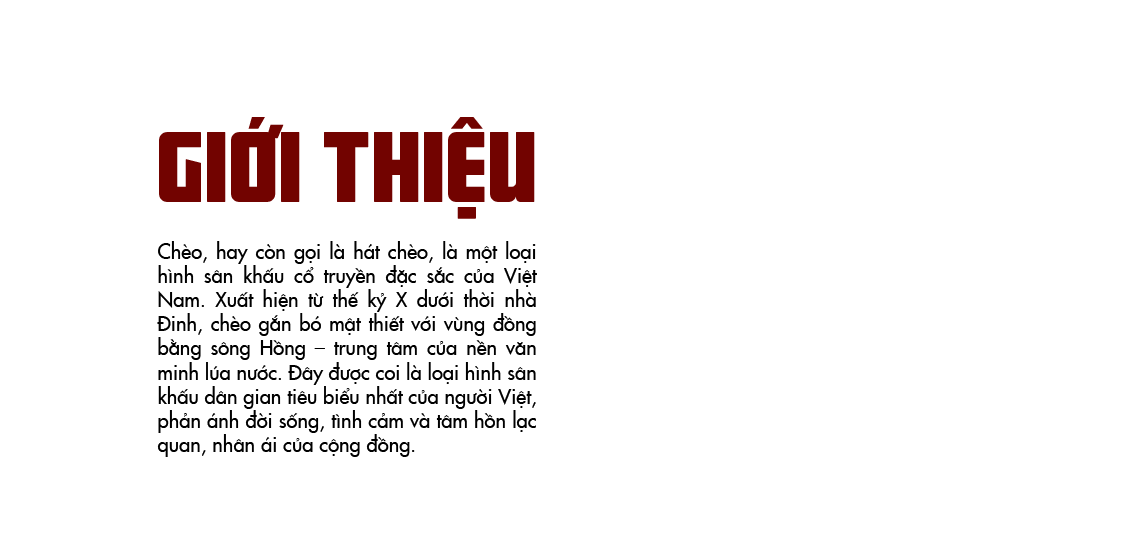 GIỚI THIỆU
Chèo, hay còn gọi là hát chèo, là một loại
hình sân khấu cổ truyền đặc sắc của Việt
Nam. Xuất hiện từ thế kỷ X dưới thời nhà
Đinh, chèo gắn bó mật thiết với vùng đồng
bằng sông Hồng – trung tâm của nền văn
minh lúa nước. Đây được coi là loại hình sân
khấu dân gian tiêu biểu nhất của người Việt,
phản ánh đời sống, tình cảm và tâm hồn lạc
quan, nhân ái của cộng đồng.